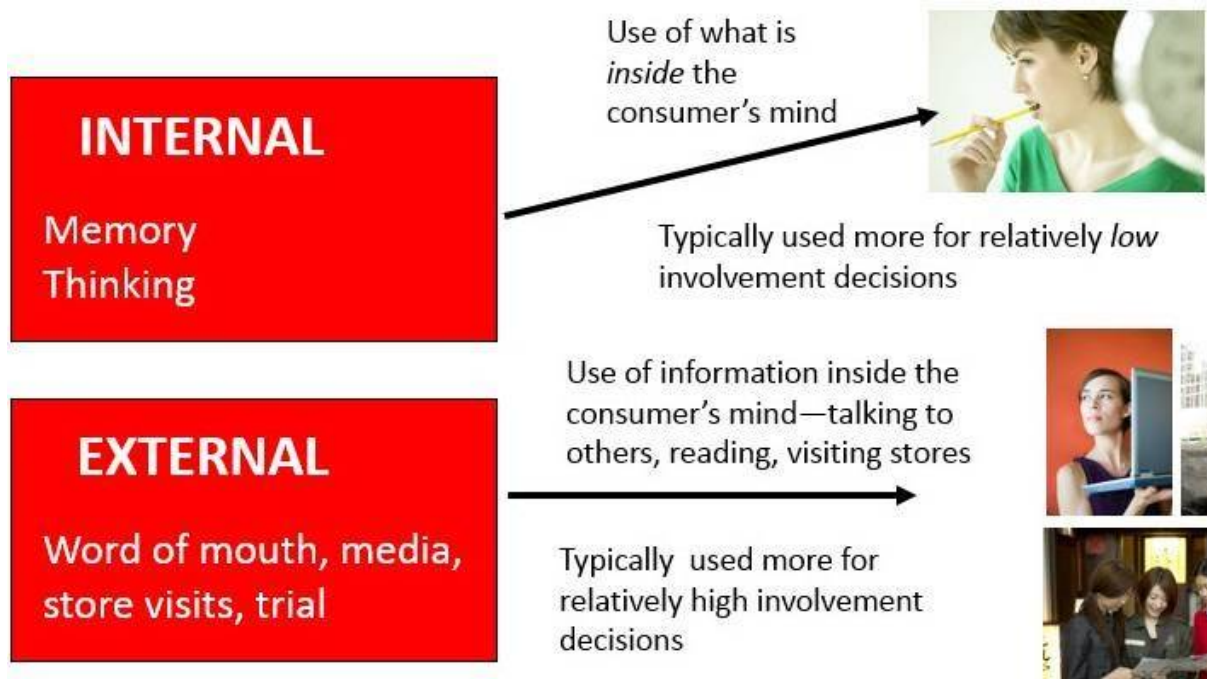 INTERNAL
Memory
Thinking
Use of what is
inside the
consumer’s mind
Typically used more for relatively low
involvement decisions
EXTERNAL
Word of mouth, media,
store visits, trial
Use of information inside the
consumer’s mind—talking to
others, reading, visiting stores
Typically  used more for
relatively high involvement
decisions